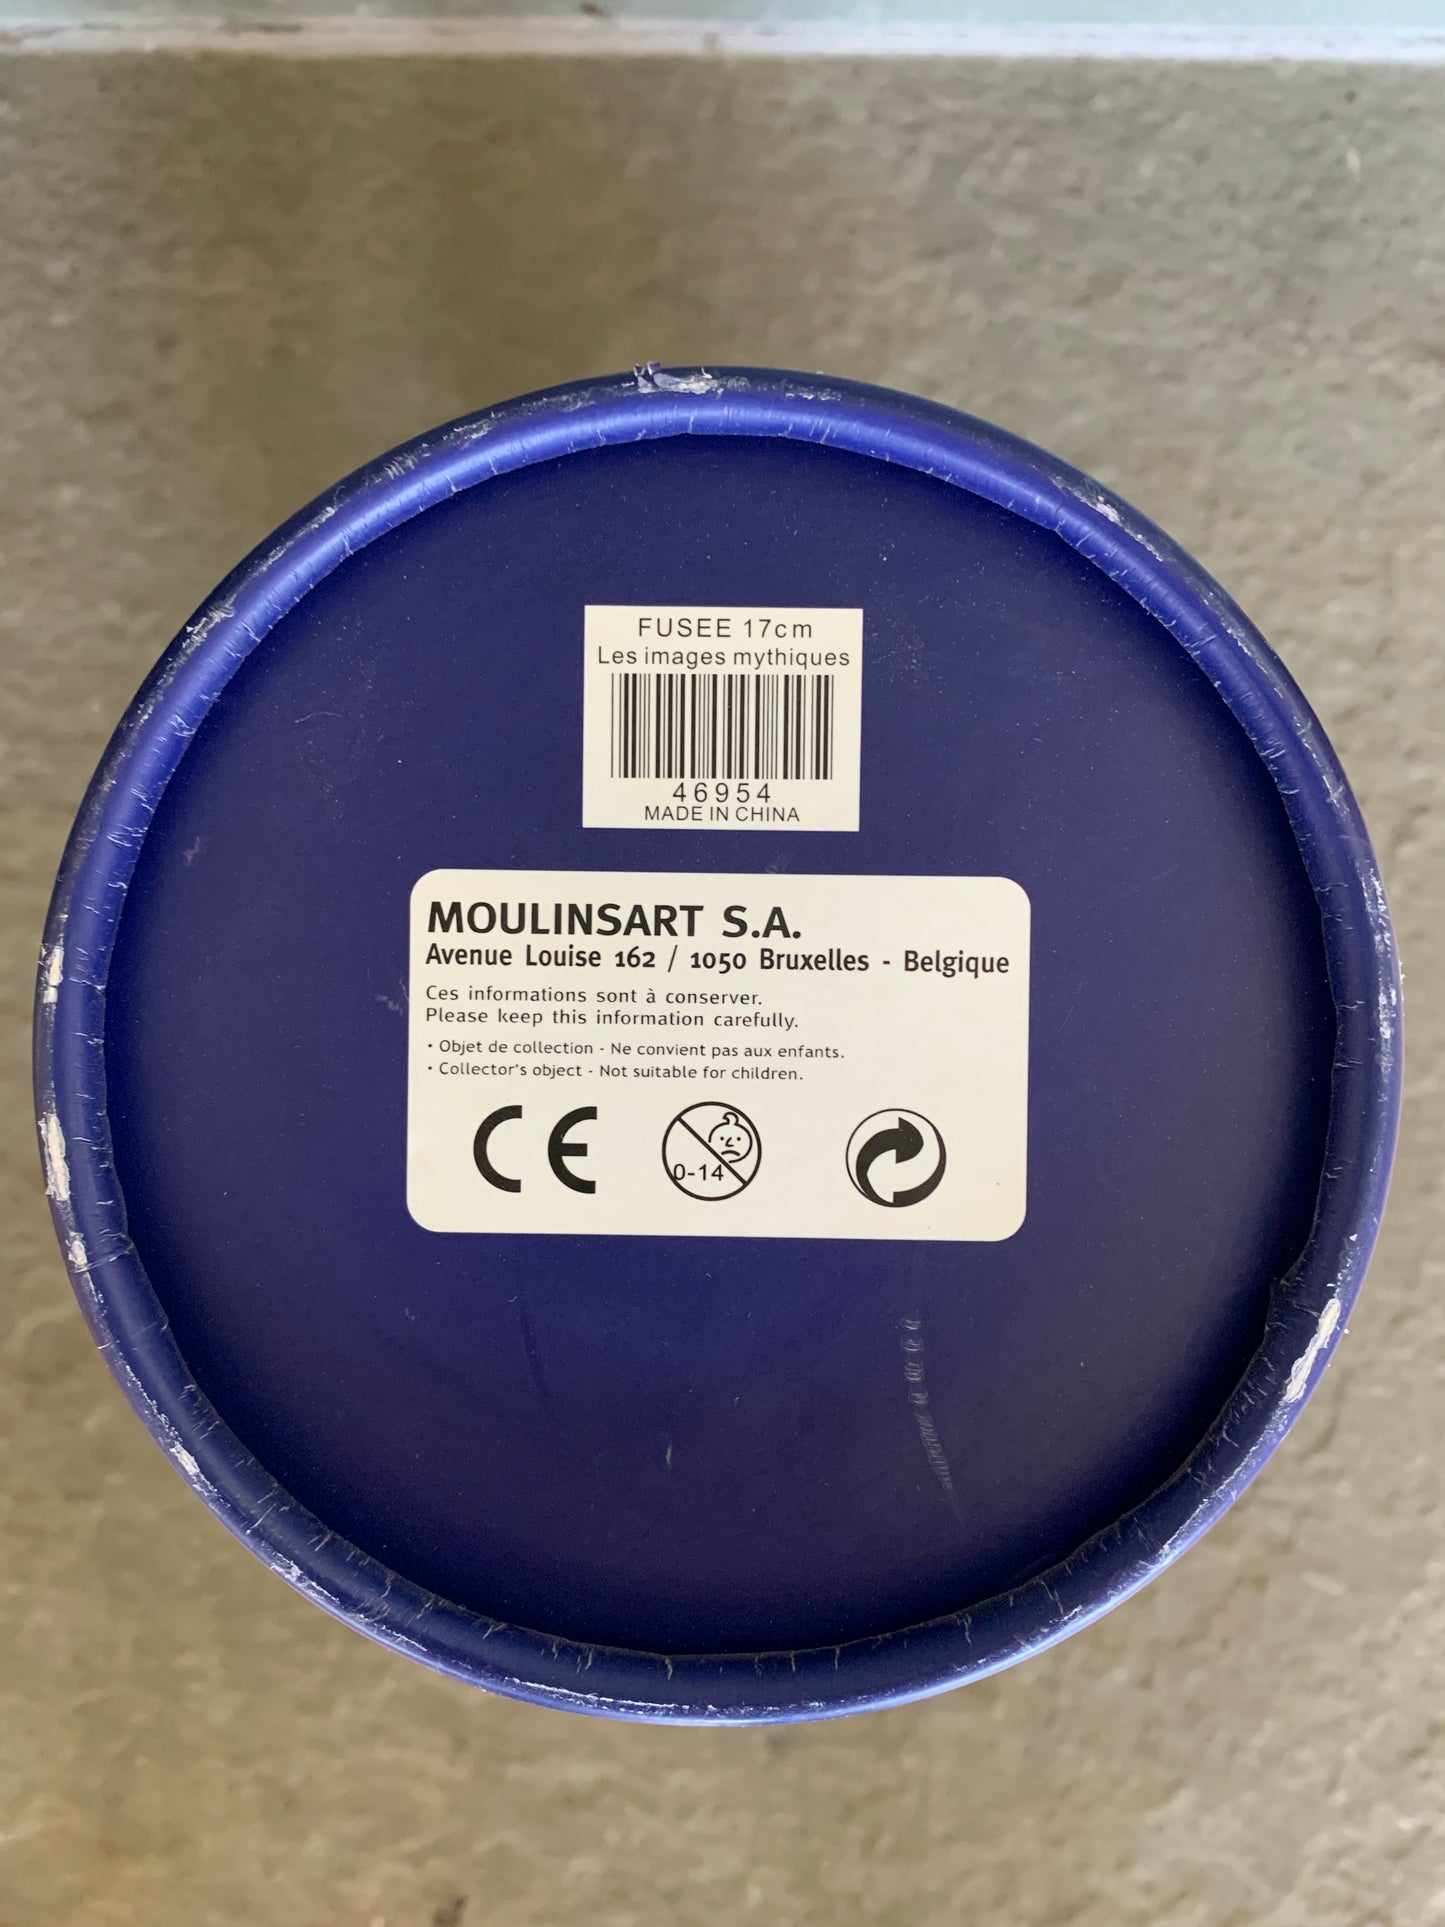 FUSEE 17cm
Les images mythiques
46954
MADE IN CHINA
MOULINSART S.A.
Avenue Louise 162 / 1050 Bruxelles - Belgique
Ces informations sont à conserver.
Please keep this information carefully.
• Objet de collection - Ne convient pas aux enfants.
• Collector's object - Not suitable for children.
CE
0-14